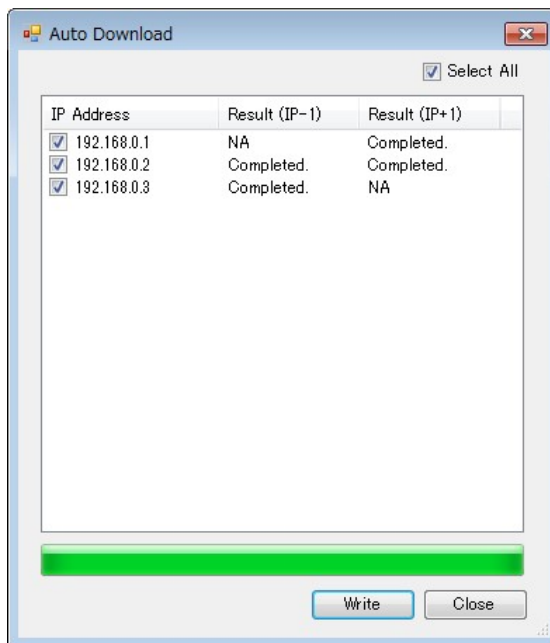 Auto Download
Select All
IP Address Result (IP-1) Result (IP+1)
192.168.0.1 NA Completed.
192.168.0.2 Completed. Completed.
192.168.0.3 Completed. NA
Write Close